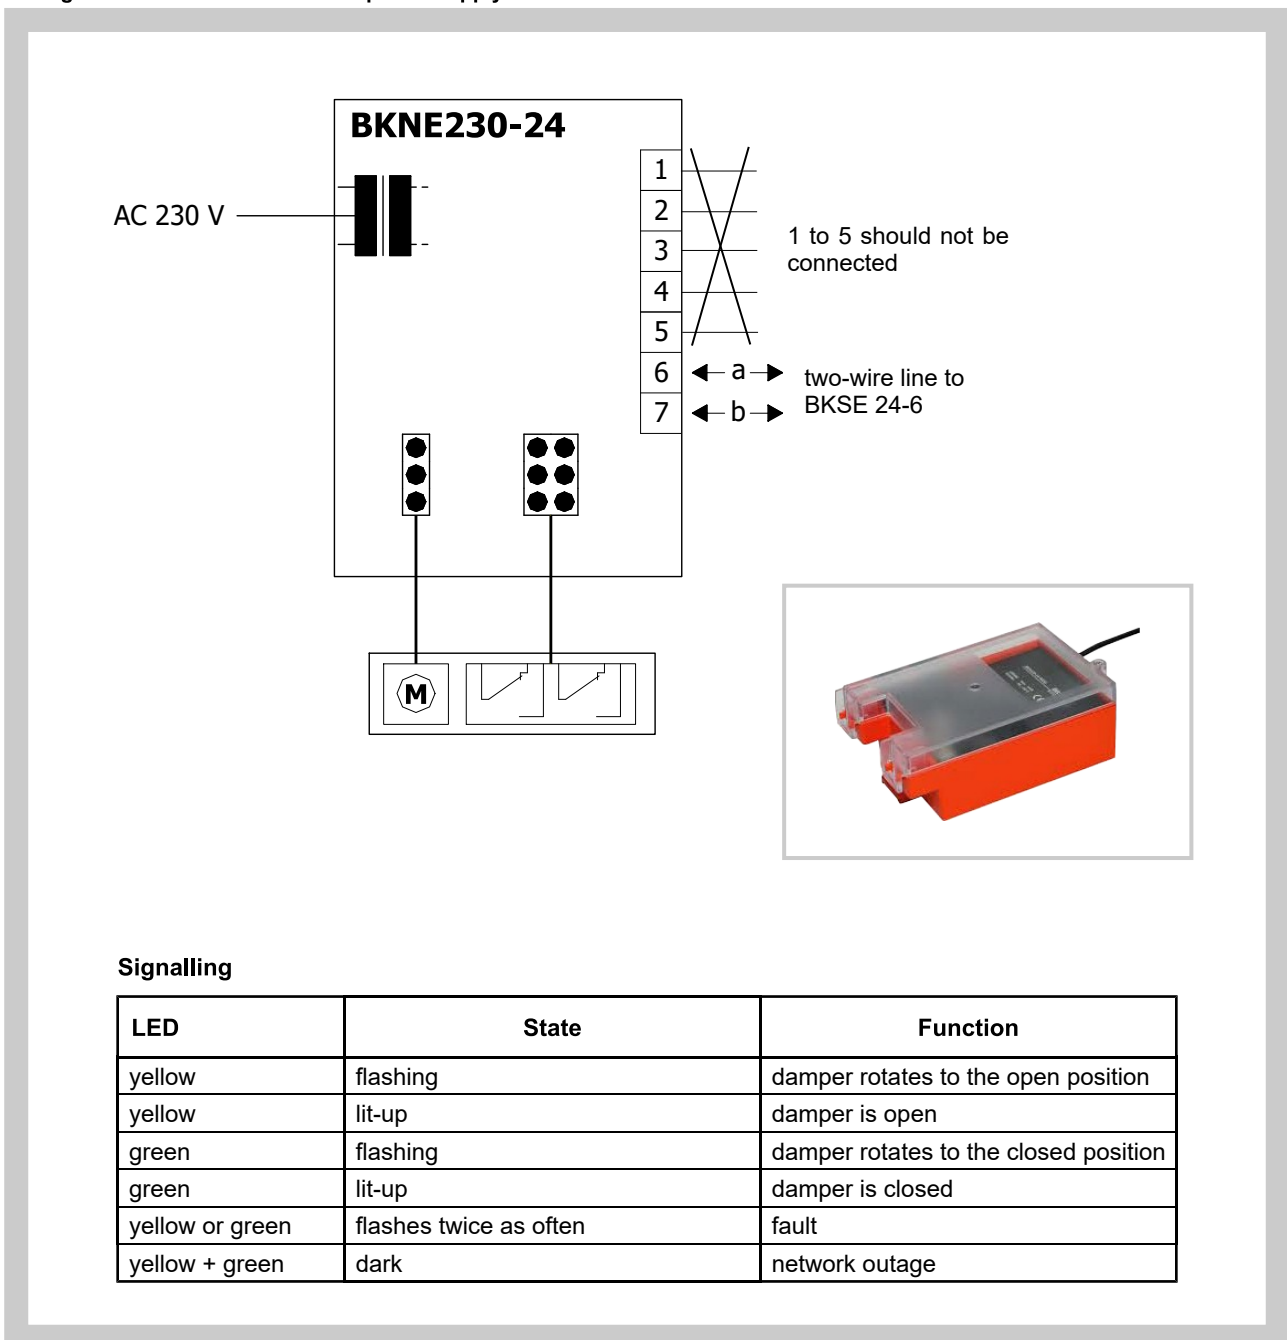 BKNE230-24
AC 230 V
1
2
3
4
5
6
7
1 to 5 should not be
connected
a
b
two-wire line to
BKSE 24-6
M
Signalling
LED State Function
yellow flashing damper rotates to the open position
yellow lit-up damper is open
green flashing damper rotates to the closed position
green lit-up damper is closed
yellow or green flashes twice as often fault
yellow + green dark network outage